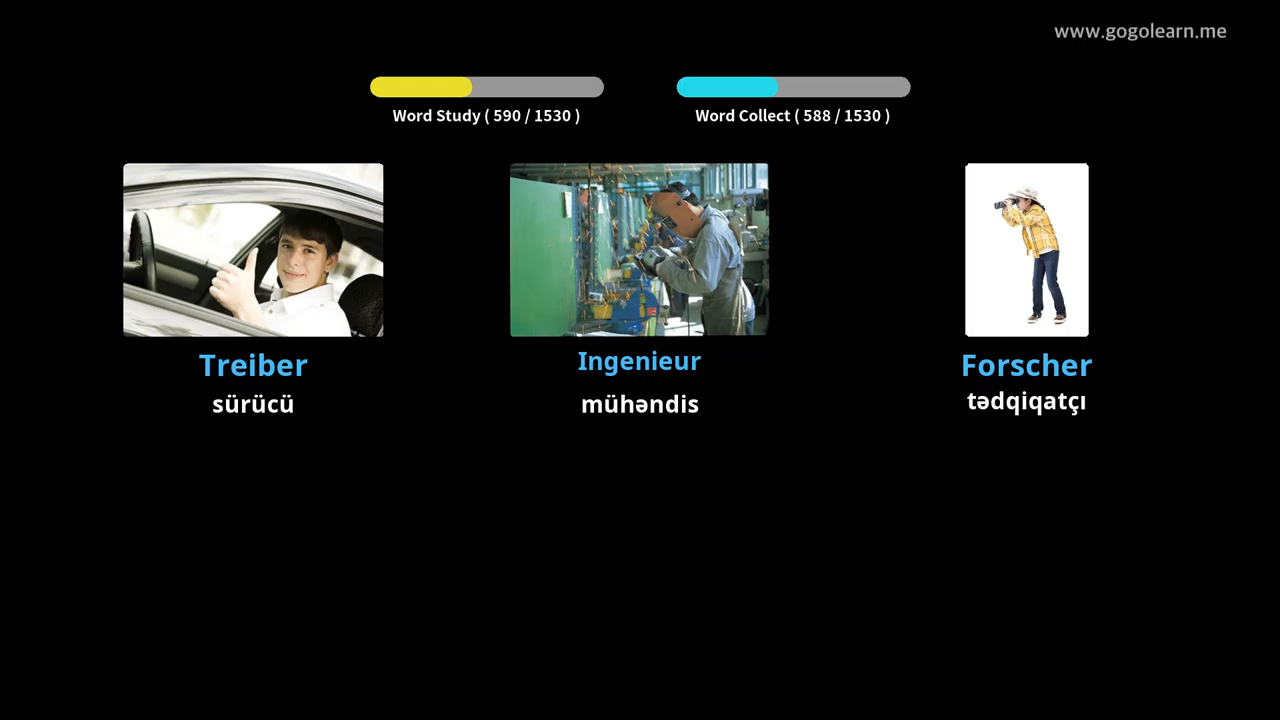 www.gogolearn.me
Word Study ( 590 / 1530 )
Word Collect ( 588 / 1530 )
Treiber
Ingenieur
Forscher
sürücü
mühəndis
tədqiqatçı